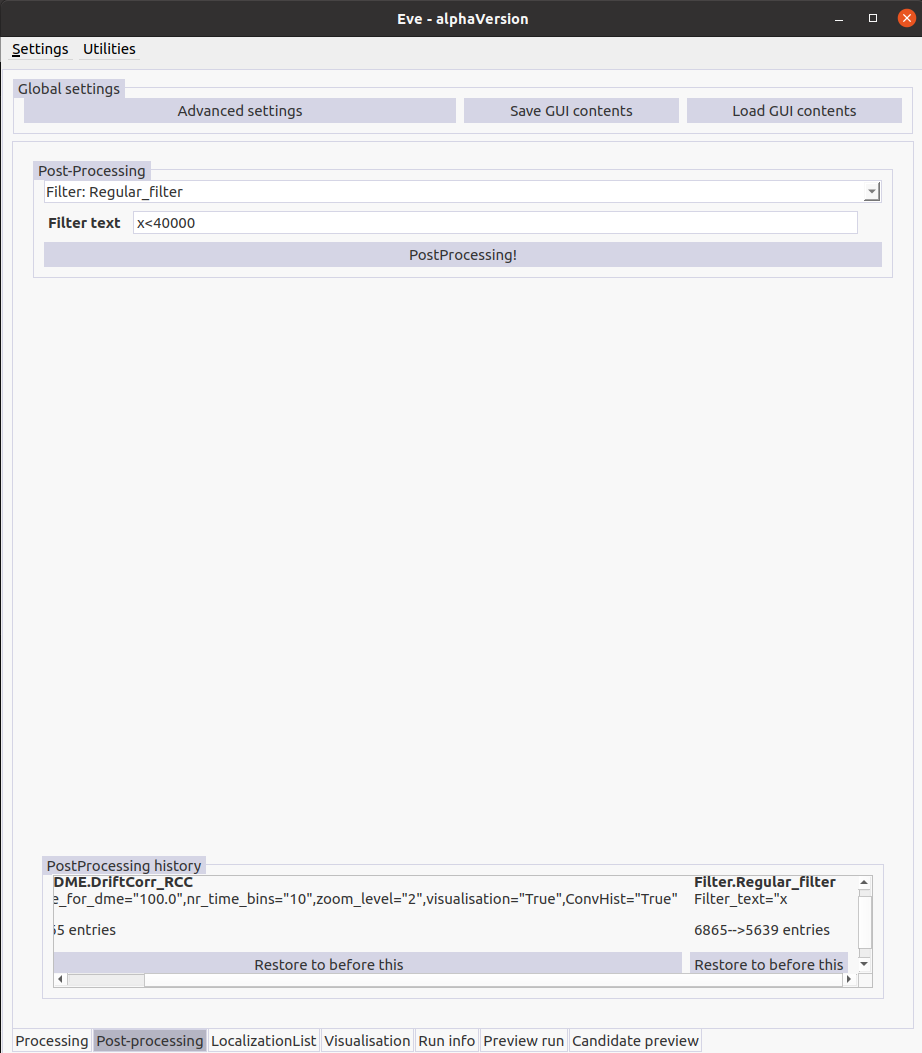 Eve - alphaVersion
Settings Utilities
Global settings
Advanced settings Save GUI contents Load GUI contents
Post-Processing
Filter: Regular_filter
Filter text x<40000
PostProcessing!
PostProcessing history
DME.DriftCorr_RCC Filter.Regular_filter
e_for_dme="100.0",nr_time_bins="10",zoom_level="2",visualisation="True",ConvHist="True" Filter_text="x
5 entries 6865-->5639 entries
Restore to before this Restore to before this
Processing Post-processing LocalizationList Visualisation Run info Preview run Candidate preview